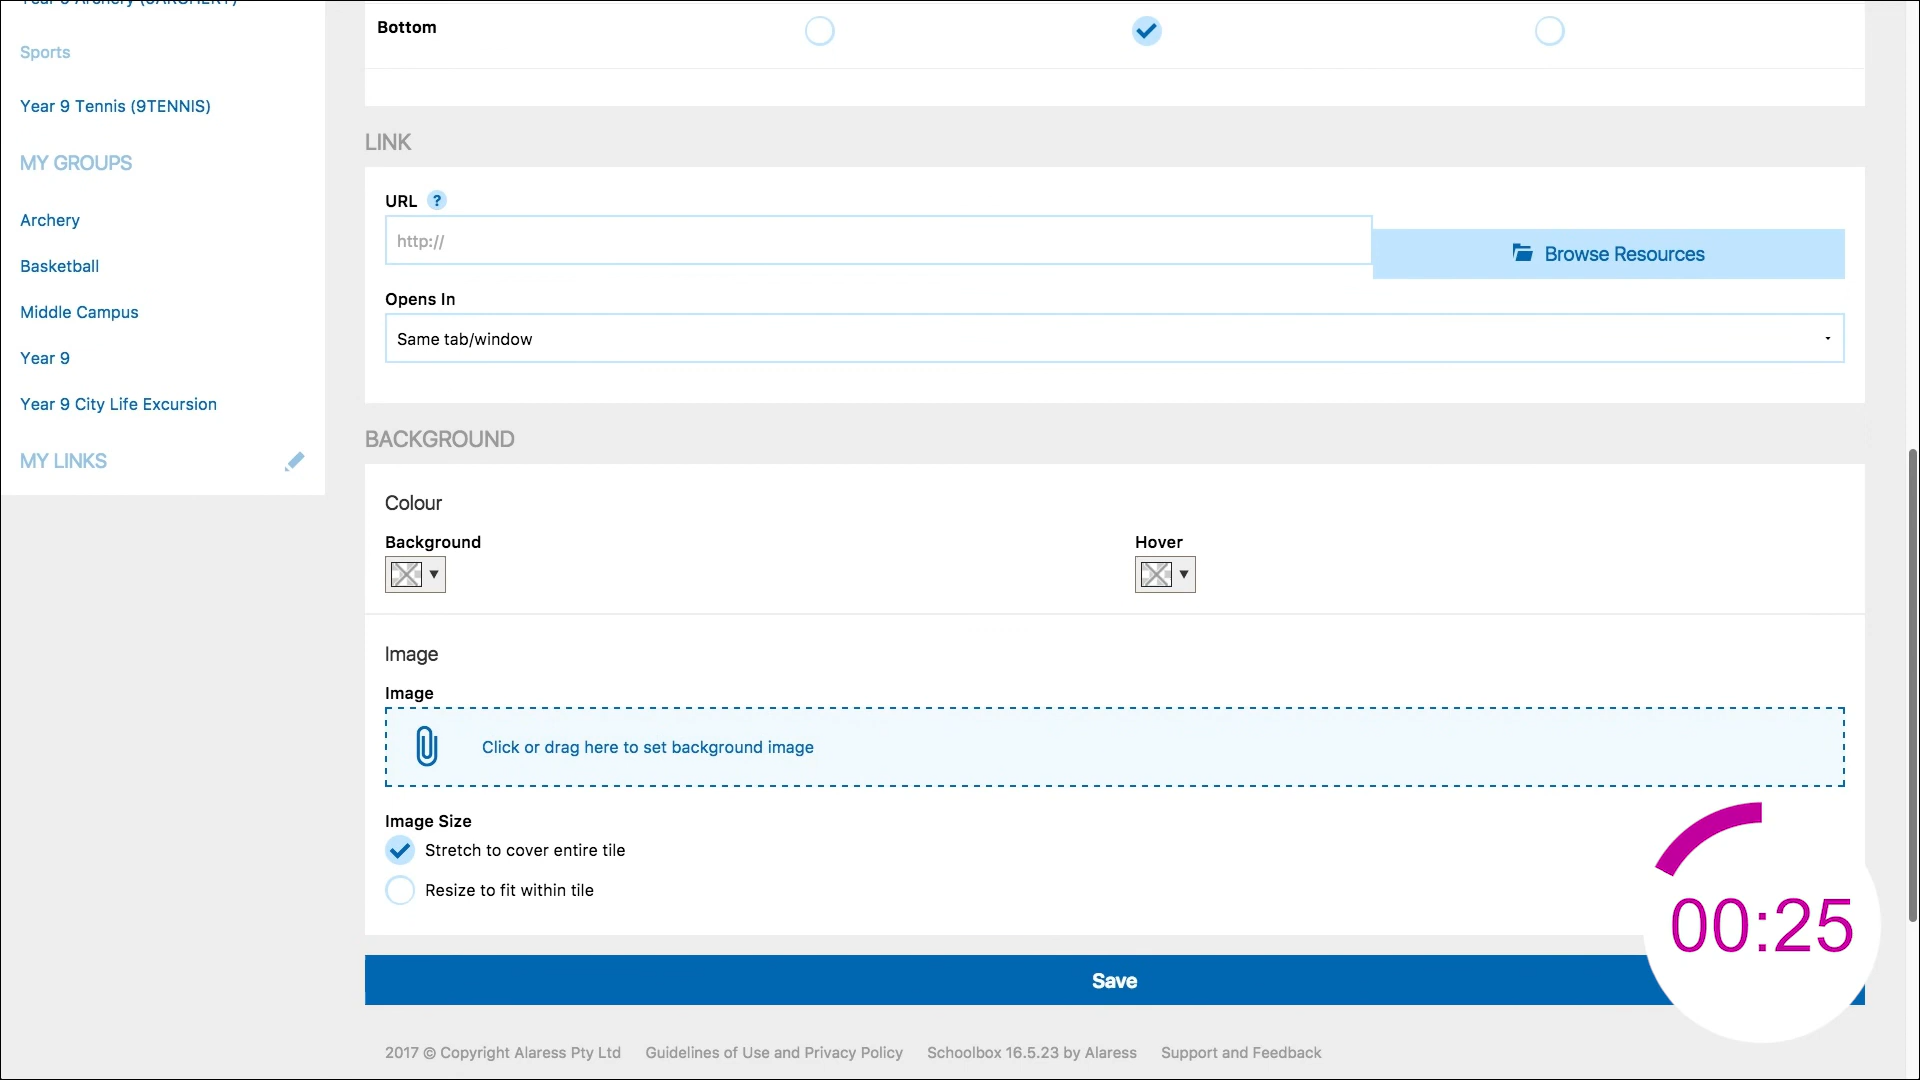 Year 9 Archery (9ARCHERY)
Sports
Year 9 Tennis (9TENNIS)
MY GROUPS
Archery
Basketball
Middle Campus
Year 9
Year 9 City Life Excursion
MY LINKS
Bottom
LINK
URL ?
http://
Browse Resources
Opens In
Same tab/window
BACKGROUND
Colour
Background
Hover
Image
Image
Click or drag here to set background image
Image Size
Stretch to cover entire tile
Resize to fit within tile
00:25
Save
2017 © Copyright Alaress Pty Ltd Guidelines of Use and Privacy Policy Schoolbox 16.5.23 by Alaress Support and Feedback